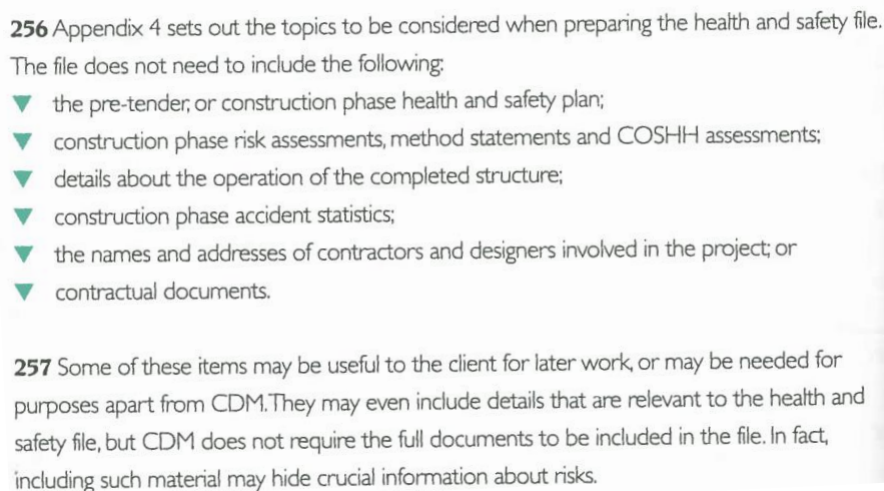 256 Appendix 4 sets out the topics to be considered when preparing the health and safety file.
The file does not need to include the following:
▼ the pre-tender, or construction phase health and safety plan;
▼ construction phase risk assessments, method statements and COSHH assessments;
▼ details about the operation of the completed structure;
▼ construction phase accident statistics;
▼ the names and addresses of contractors and designers involved in the project; or
▼ contractual documents.
257 Some of these items may be useful to the client for later work, or may be needed for
purposes apart from CDM. They may even include details that are relevant to the health and
safety file, but CDM does not require the full documents to be included in the file. In fact,
including such material may hide crucial information about risks.